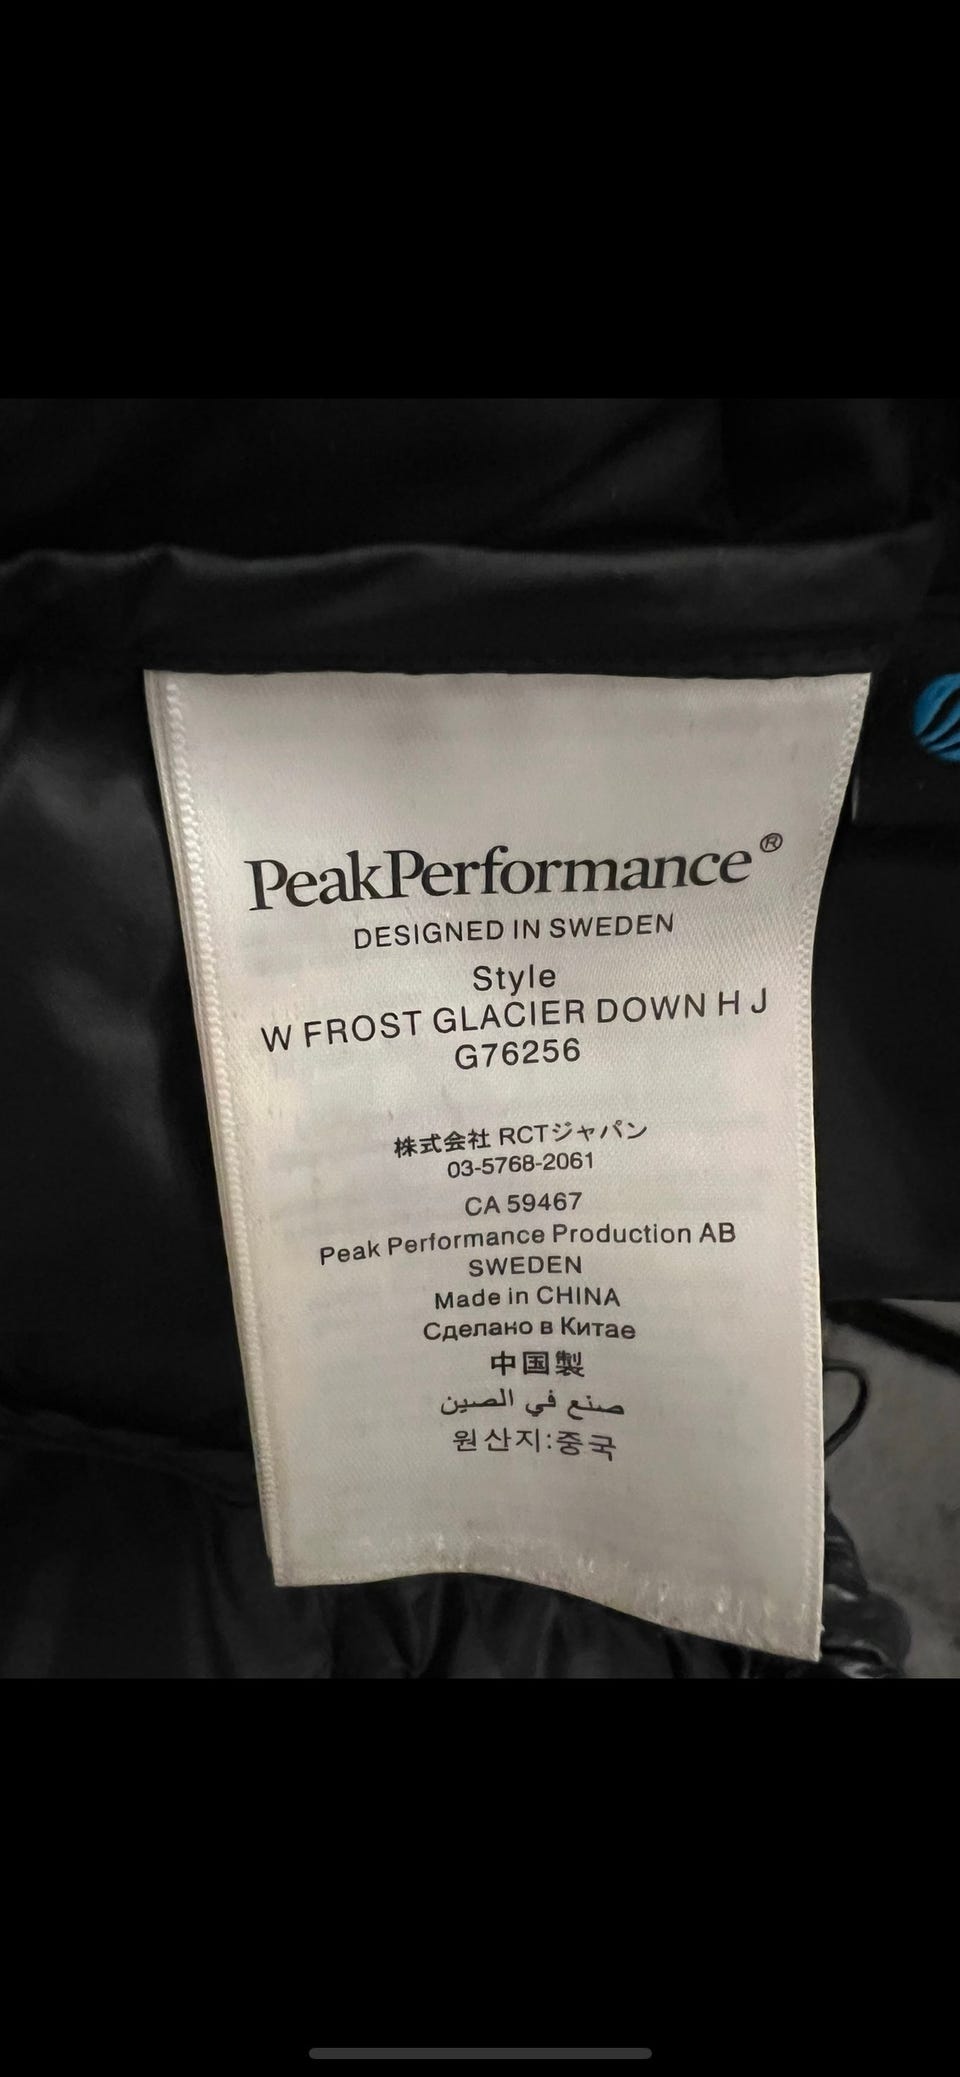 PeakPerformance®
DESIGNED IN SWEDEN
Style
W FROST GLACIER DOWN H J
G76256
株式会社 RCTジャパン
03-5768-2061
CA 59467
Peak Performance Production AB
SWEDEN
Made in CHINA
Сделано в Китае
中国製
صنع في الصين
원산지:중국